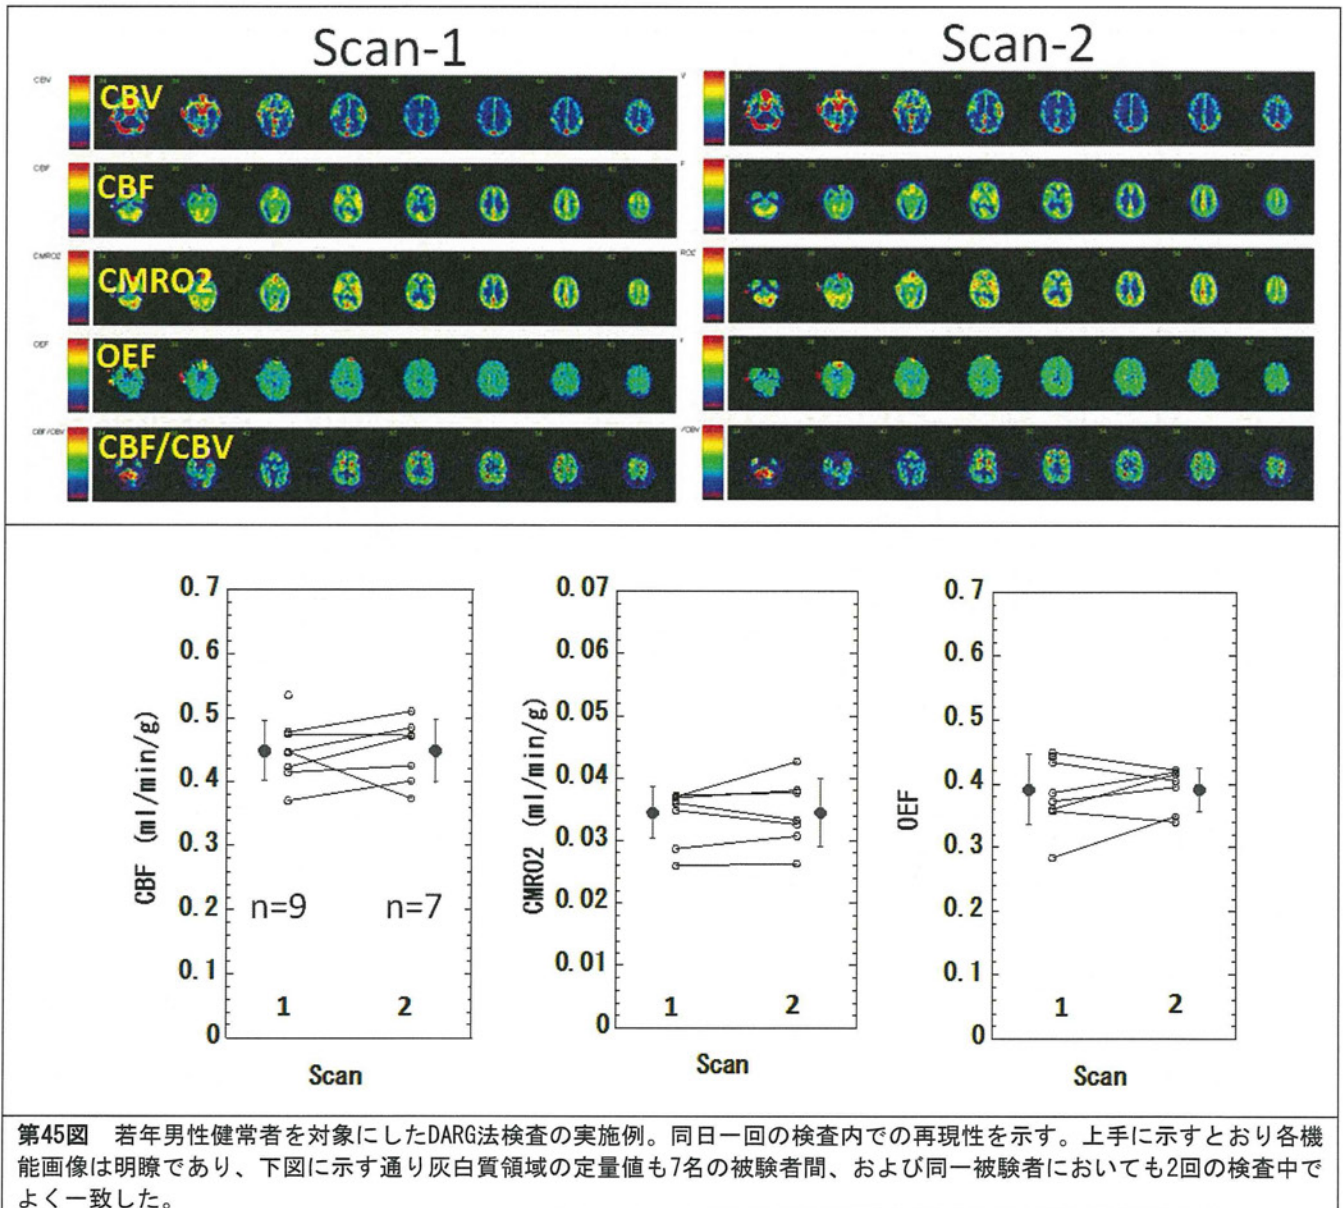 Scan-1
Scan-2
CBV
CBV
CBF
CBF
CMRO2
CMRO2
RO2
OEF
OEF
CBF/CBV
CBF/CBV
/CBV
0.7
0.6
0.5
0.4
0.3
0.2
0.1
0
CBF (ml/min/g)
n=9 n=7
1 2
Scan
0.07
0.06
0.05
0.04
0.03
0.02
0.01
0
CMRO2 (ml/min/g)
1 2
Scan
0.7
0.6
0.5
0.4
0.3
0.2
0.1
0
OEF
1 2
Scan
第45図 若年男性健常者を対象にしたDARG法検査の実施例。同日一回の検査内での再現性を示す。上手に示すとおり各機
能画像は明瞭であり、下図に示す通り灰白質領域の定量値も7名の被験者間、および同一被験者においても2回の検査中で
よく一致した。